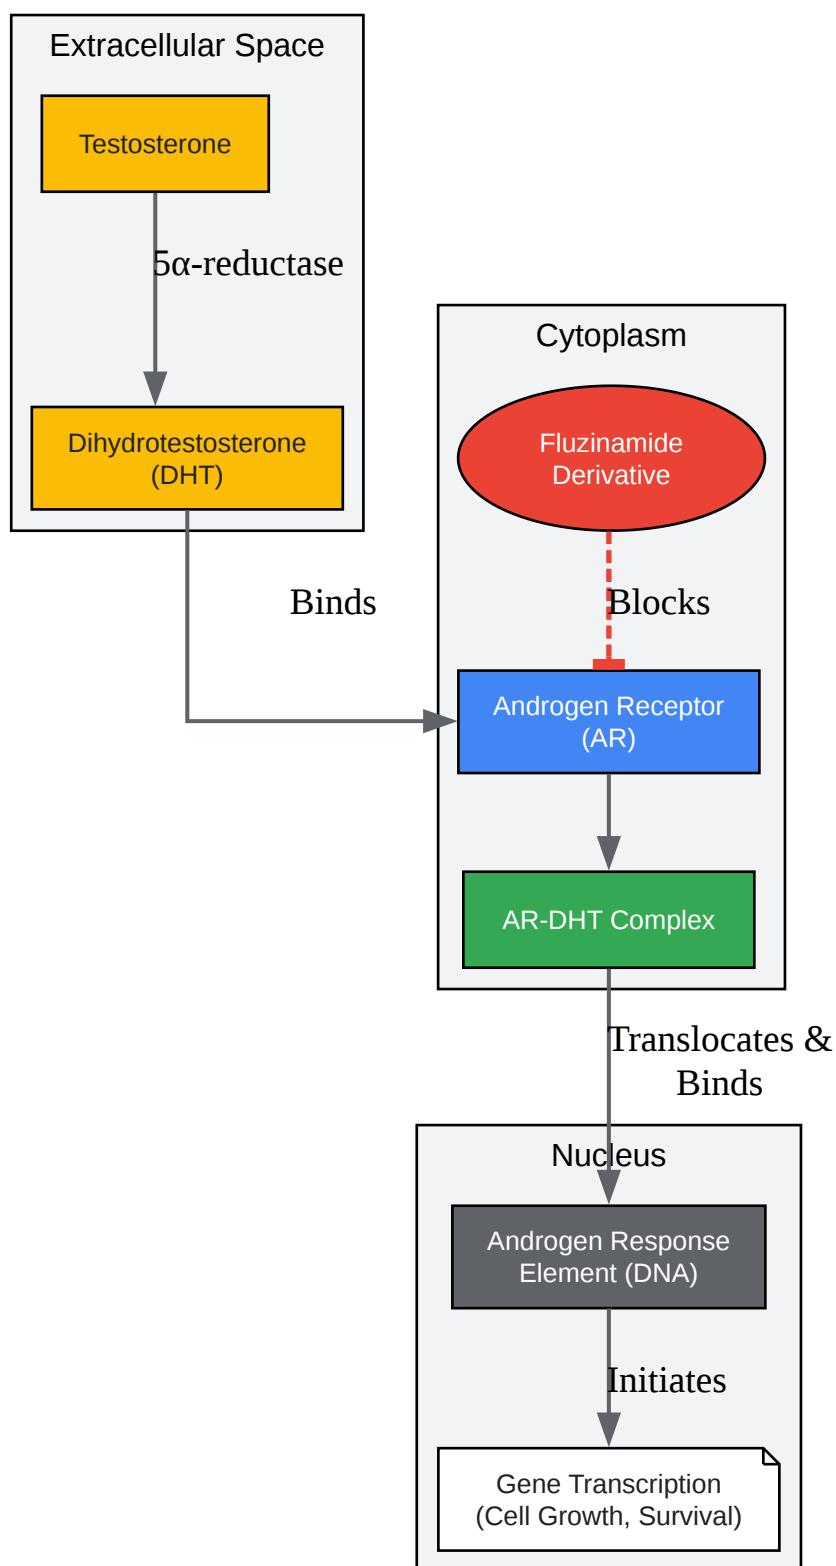 Extracellular Space
Testosterone
5α-reductase
Dihydrotestosterone
(DHT)
Binds
Cytoplasm
Fluzinamide
Derivative
Blocks
Androgen Receptor
(AR)
AR-DHT Complex
Translocates &
Binds
Nucleus
Androgen Response
Element (DNA)
Initiates
Gene Transcription
(Cell Growth, Survival)